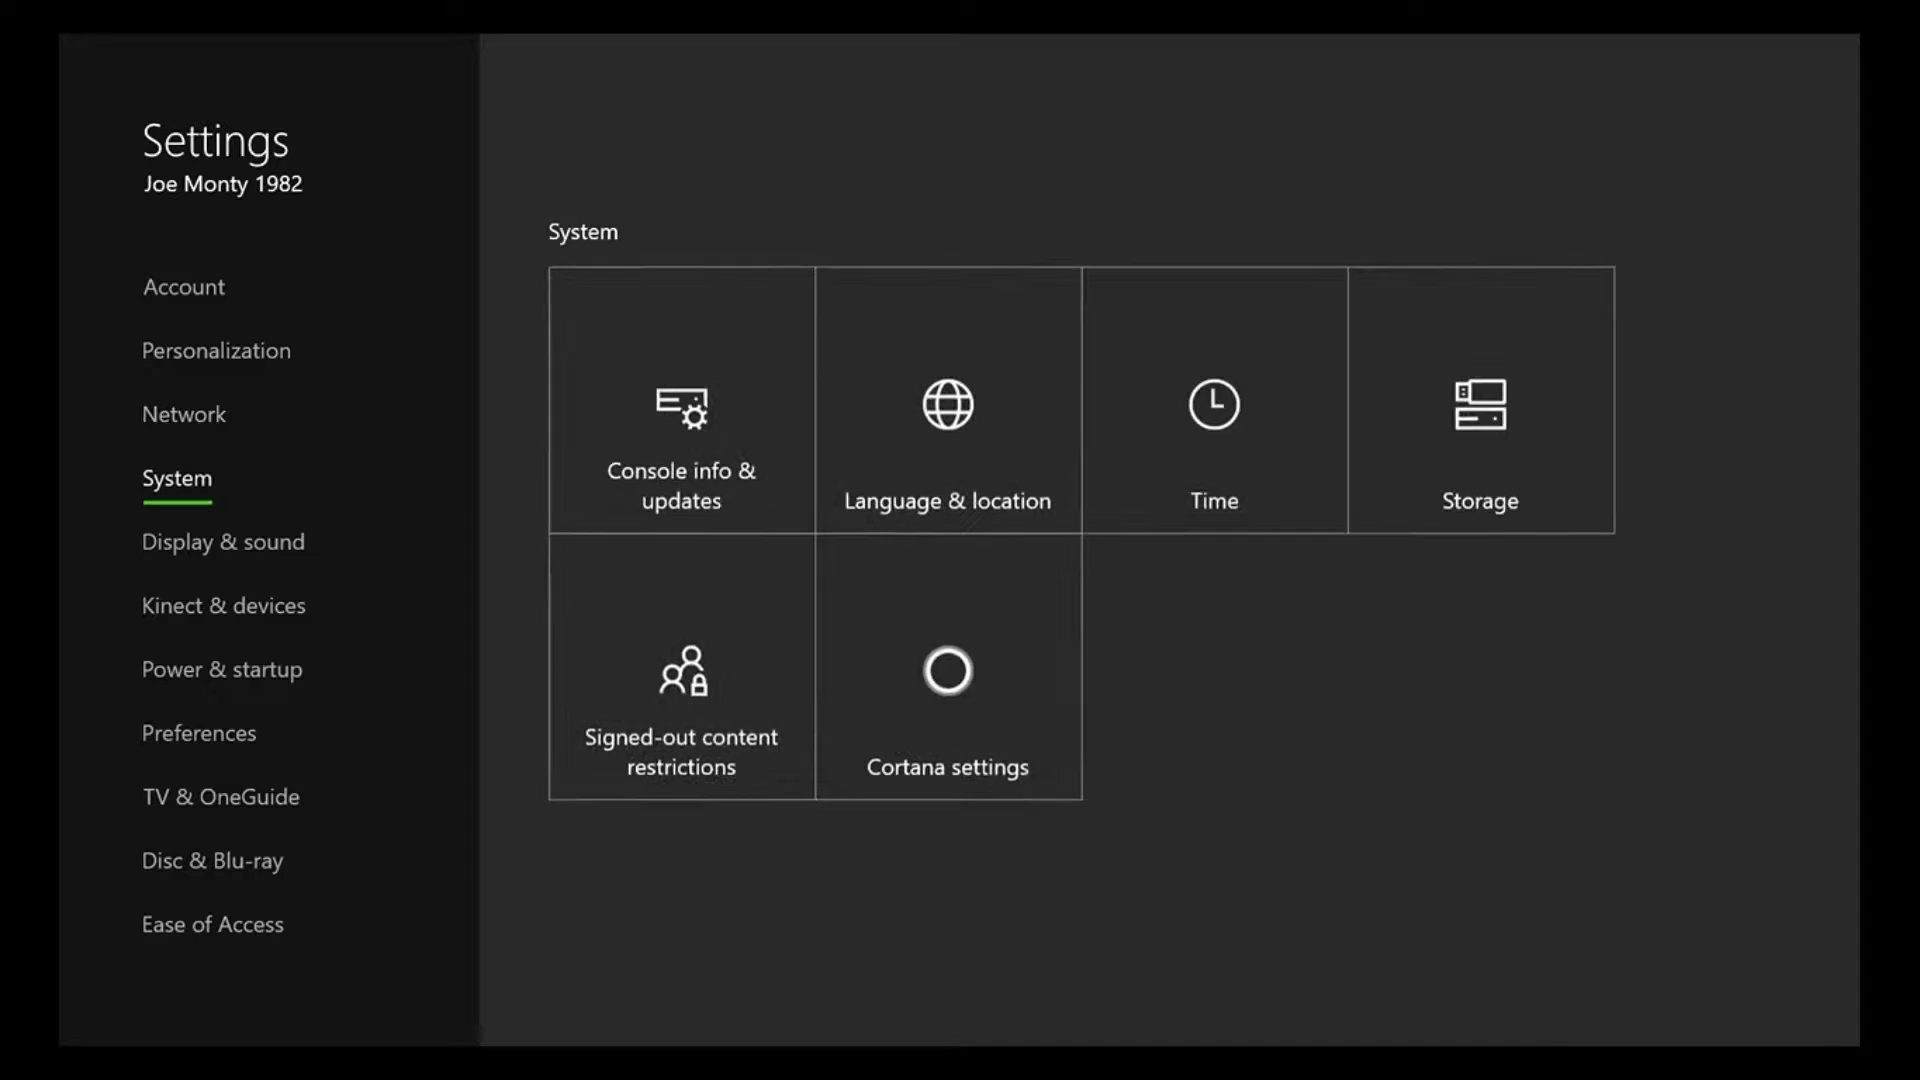 Settings
Joe Monty 1982
Account
Personalization
Network
System
Display & sound
Kinect & devices
Power & startup
Preferences
TV & OneGuide
Disc & Blu-ray
Ease of Access
System
Console info &
updates
Language & location
Time
Storage
Signed-out content
restrictions
Cortana settings